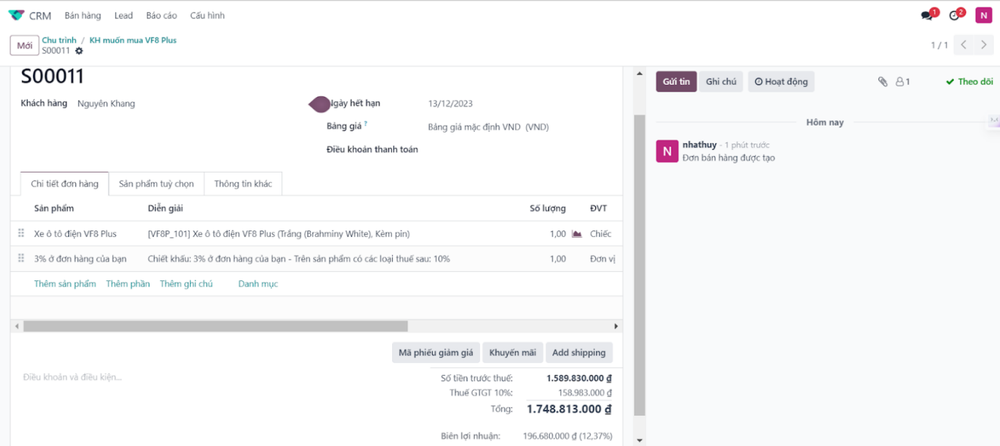 CRM Bán hàng Lead Báo cáo Cấu hình 1 2 N
Mới Chu trình / KH muốn mua VF8 Plus
S00011 1 / 1
S00011
Khách hàng Nguyên Khang
Ngày hết hạn 13/12/2023
Bảng giá ? Bảng giá mặc định VND (VND)
Điều khoản thanh toán
Chi tiết đơn hàng Sản phẩm tuỳ chọn Thông tin khác
Sản phẩm Diễn giải Số lượng ĐVT
Xe ô tô điện VF8 Plus [VF8P_101] Xe ô tô điện VF8 Plus (Trắng (Brahminy White), Kèm pin) 1,00 Chiếc
3% ở đơn hàng của bạn Chiết khấu: 3% ở đơn hàng của bạn - Trên sản phẩm có các loại thuế sau: 10% 1,00 Đơn vị
Thêm sản phẩm Thêm phần Thêm ghi chú Danh mục
Mã phiếu giảm giá Khuyến mãi Add shipping
Điều khoản và điều kiện...
Số tiền trước thuế: 1.589.830.000 ₫
Thuế GTGT 10%: 158.983.000 ₫
Tổng: 1.748.813.000 ₫
Biên lợi nhuận: 196.680.000 ₫ (12,37%)
Gửi tin Ghi chú Hoạt động 1 Theo dõi
Hôm nay
N nhathuy - 1 phút trước
Đơn bán hàng được tạo